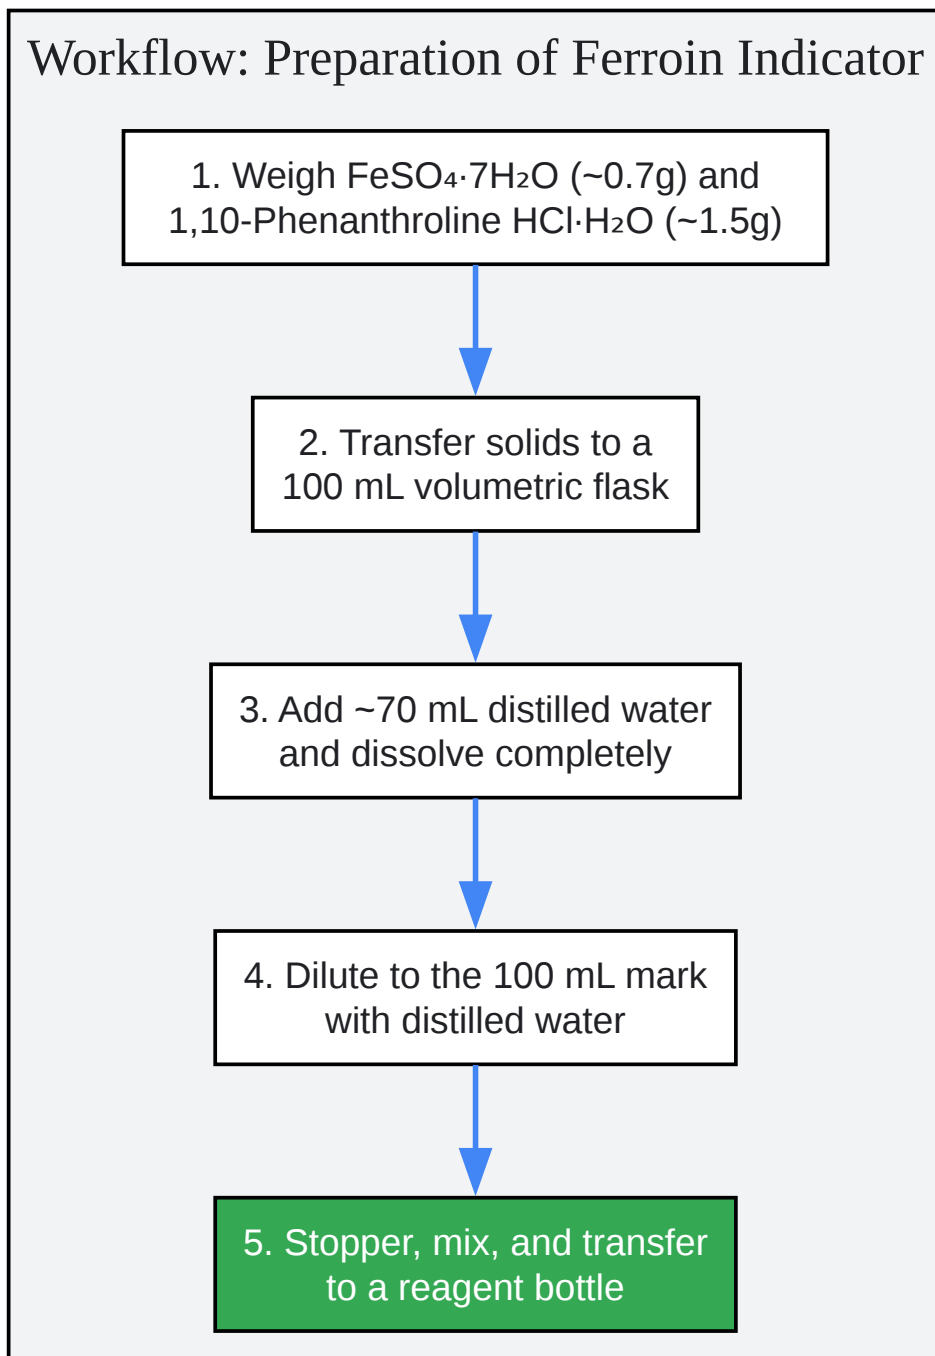 Workflow: Preparation of Ferroin Indicator
1. Weigh FeSO₄·7H₂O (~0.7g) and
1,10-Phenanthroline HCl·H₂O (~1.5g)
2. Transfer solids to a
100 mL volumetric flask
3. Add ~70 mL distilled water
and dissolve completely
4. Dilute to the 100 mL mark
with distilled water
5. Stopper, mix, and transfer
to a reagent bottle